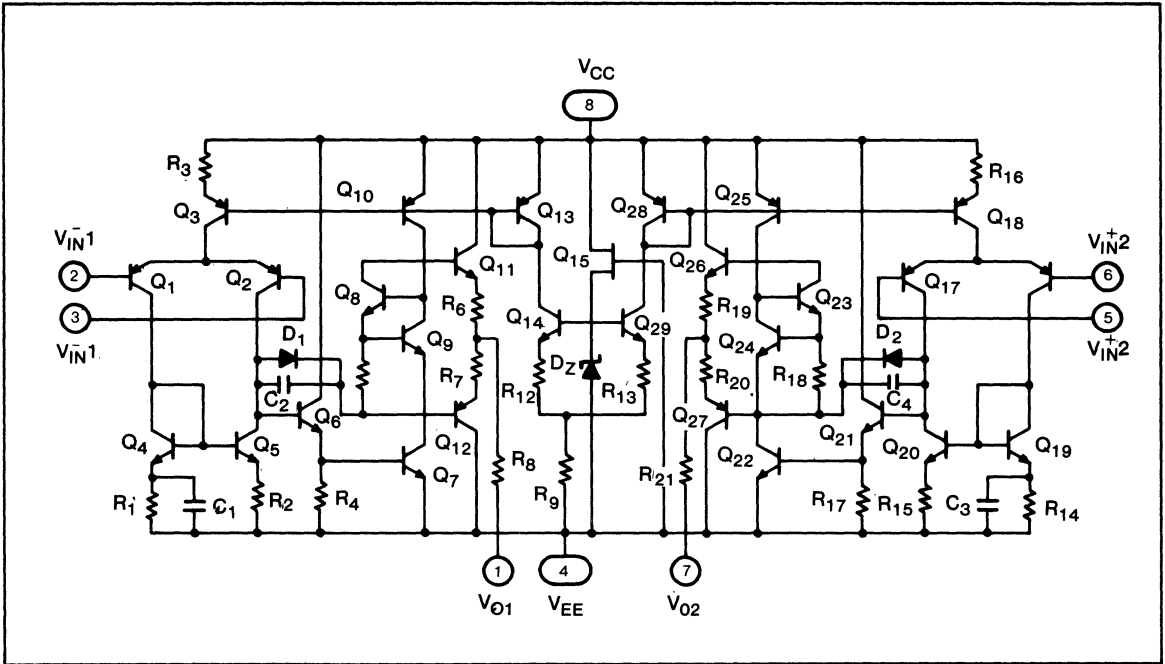 VCC
8
R3
R16
Q3
Q10
Q13
Q28
Q25
Q18
VIN−1
2
Q1
Q2
Q11
Q15
Q26
Q17
VIN+2
6
Q8
R6
Q14
Q29
R19
Q23
3
VIN−1
D1
Q9
Q24
D2
5
VIN+2
C2
R7
R12
DZ
R13
R20
R18
C4
Q4
Q5
Q6
Q12
Q7
Q27
Q22
Q21
Q20
Q19
R1
C1
R2
R4
R8
R9
R21
R17
R15
C3
R14
1
4
7
VO1
VEE
V02